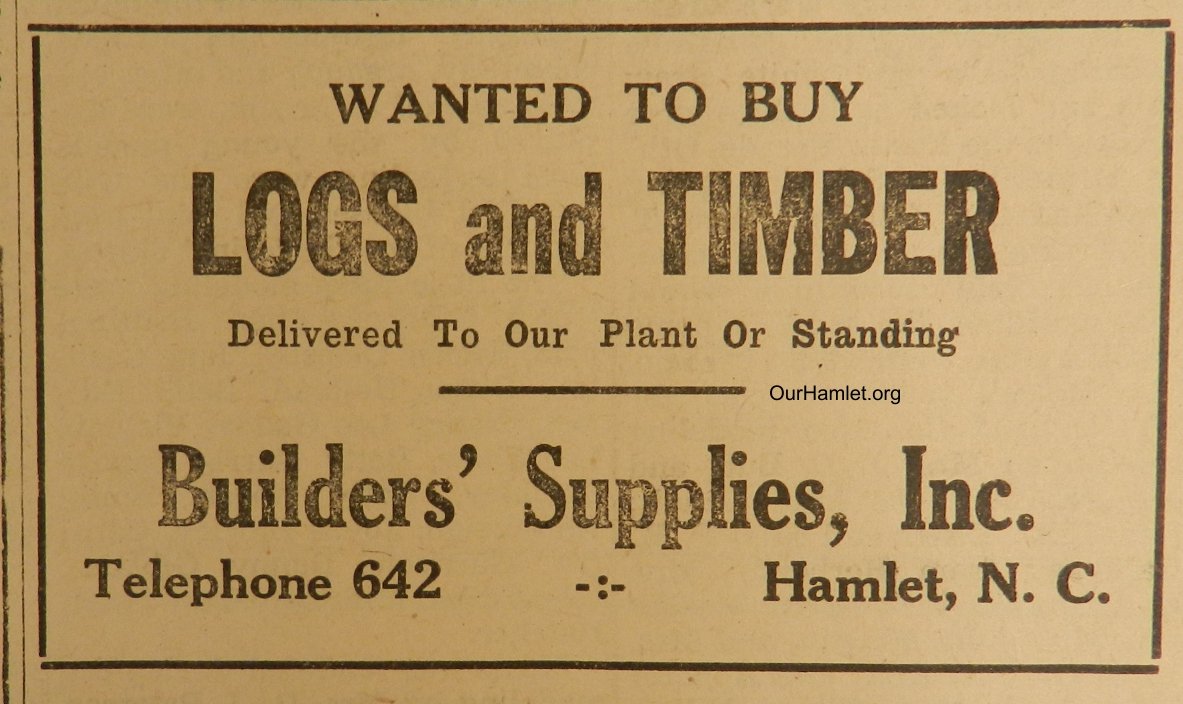 WANTED TO BUY
LOGS and TIMBER
Delivered To Our Plant Or Standing
OurHamlet.org
Builders' Supplies, Inc.
Telephone 642 -:- Hamlet, N. C.